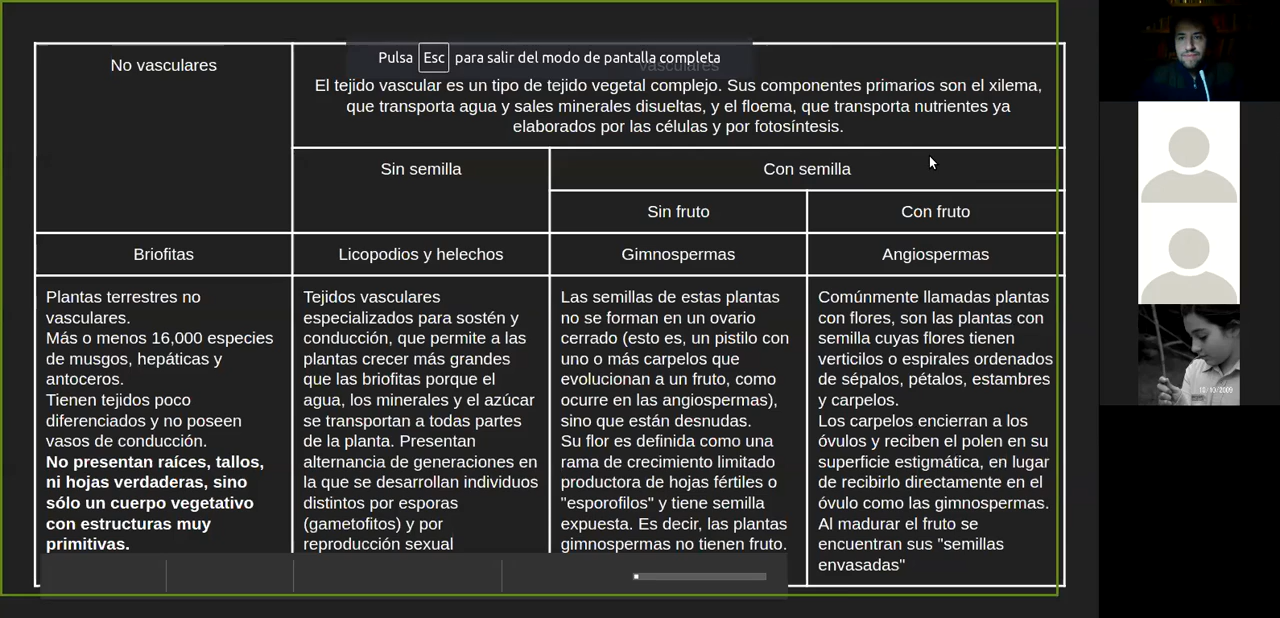 Pulsa Esc para salir del modo de pantalla completa
No vasculares
Vasculares
El tejido vascular es un tipo de tejido vegetal complejo. Sus componentes primarios son el xilema,
que transporta agua y sales minerales disueltas, y el floema, que transporta nutrientes ya
elaborados por las células y por fotosíntesis.
Sin semilla
Con semilla
Sin fruto
Con fruto
Briofitas
Licopodios y helechos
Gimnospermas
Angiospermas
Plantas terrestres no
vasculares.
Más o menos 16,000 especies
de musgos, hepáticas y
antoceros.
Tienen tejidos poco
diferenciados y no poseen
vasos de conducción.
No presentan raíces, tallos,
ni hojas verdaderas, sino
sólo un cuerpo vegetativo
con estructuras muy
primitivas.
Tejidos vasculares
especializados para sostén y
conducción, que permite a las
plantas crecer más grandes
que las briofitas porque el
agua, los minerales y el azúcar
se transportan a todas partes
de la planta. Presentan
alternancia de generaciones en
la que se desarrollan individuos
distintos por esporas
(gametofitos) y por
reproducción sexual
Las semillas de estas plantas
no se forman en un ovario
cerrado (esto es, un pistilo con
uno o más carpelos que
evolucionan a un fruto, como
ocurre en las angiospermas),
sino que están desnudas.
Su flor es definida como una
rama de crecimiento limitado
productora de hojas fértiles o
"esporofilos" y tiene semilla
expuesta. Es decir, las plantas
gimnospermas no tienen fruto.
Comúnmente llamadas plantas
con flores, son las plantas con
semilla cuyas flores tienen
verticilos o espirales ordenados
de sépalos, pétalos, estambres
y carpelos.
Los carpelos encierran a los
óvulos y reciben el polen en su
superficie estigmática, en lugar
de recibirlo directamente en el
óvulo como las gimnospermas.
Al madurar el fruto se
encuentran sus "semillas
envasadas"